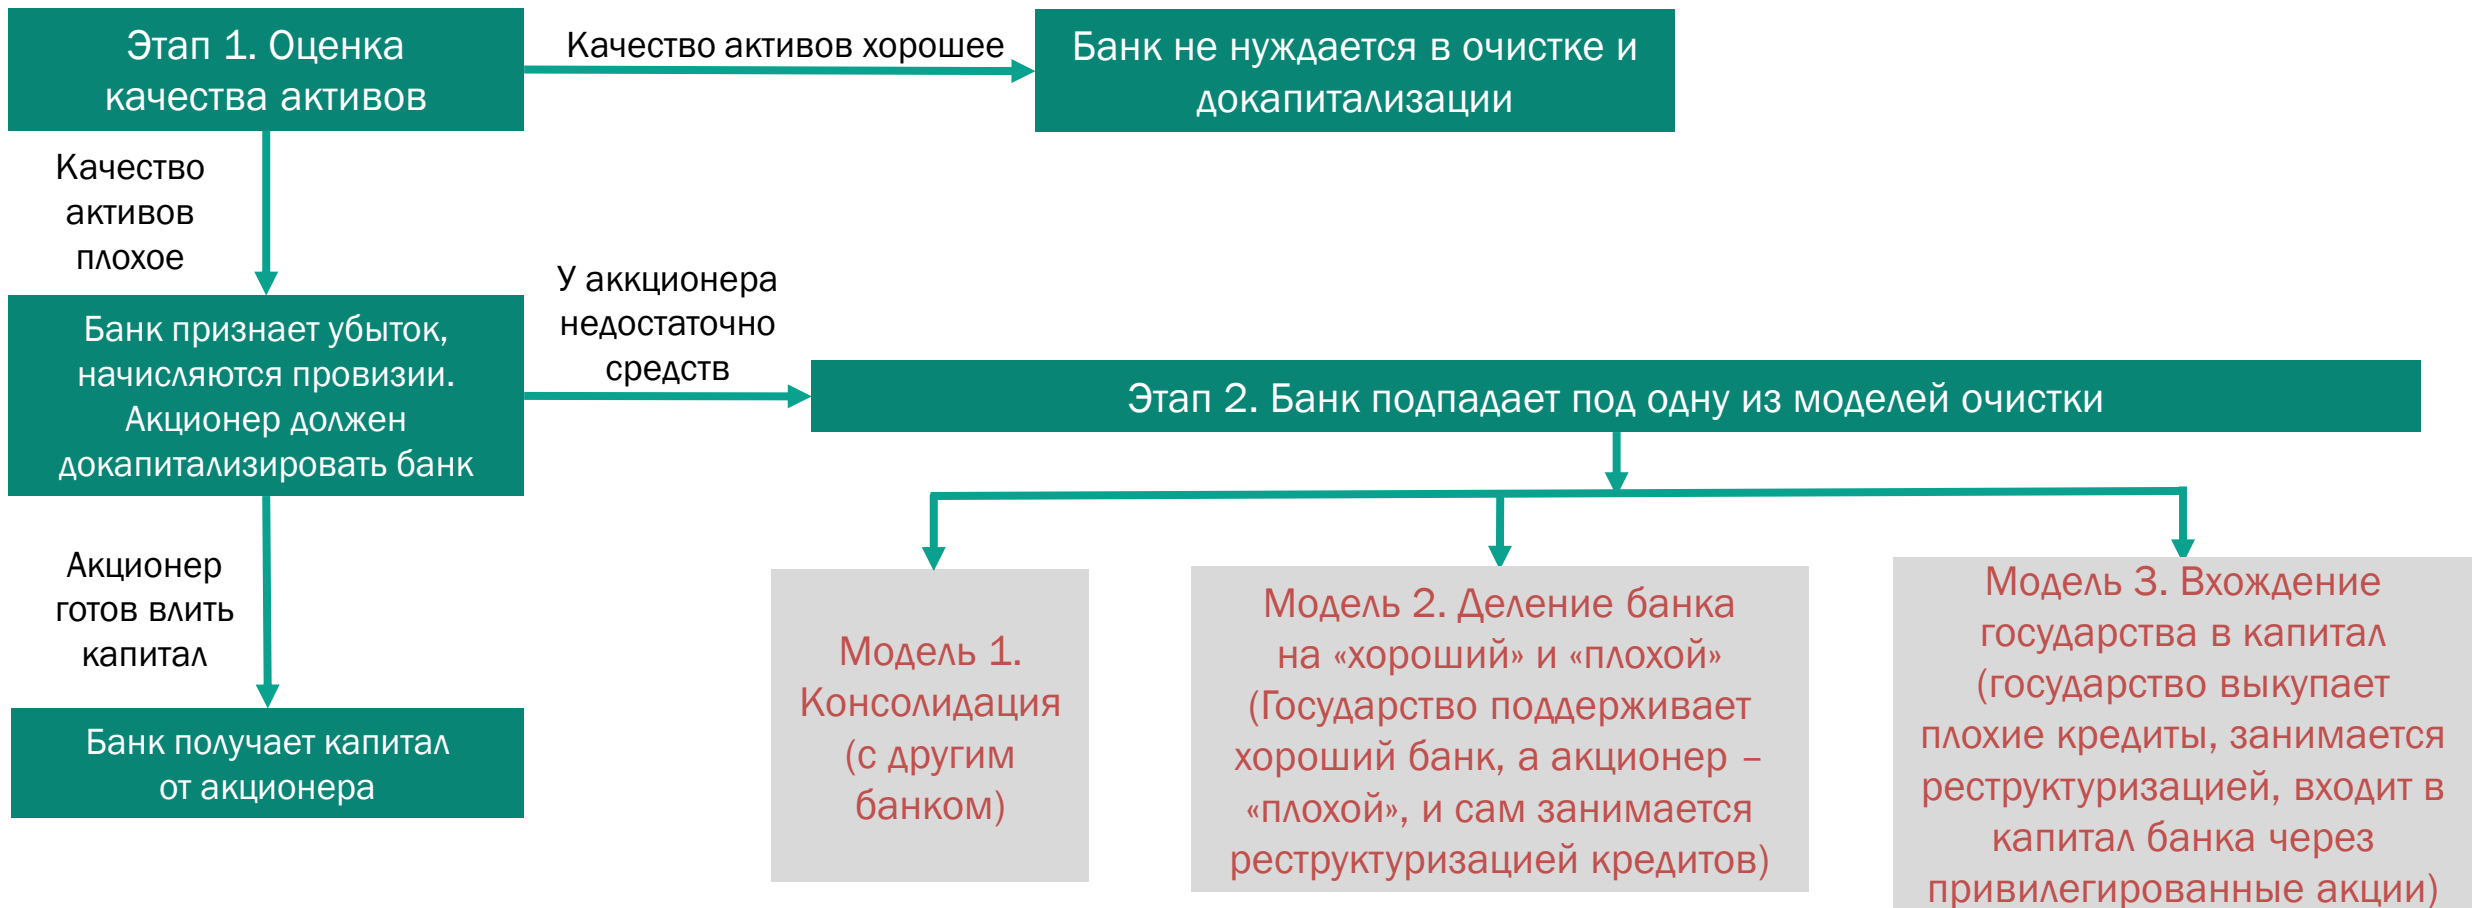 Этап 1. Оценка
качества активов
Качество активов хорошее
Банк не нуждается в очистке и
докапитализации
Качество
активов
плохое
Банк признает убыток,
начисляются провизии.
Акционер должен
докапитализировать банк
У аккционера
недостаточно
средств
Этап 2. Банк подпадает под одну из моделей очистки
Акционер
готов влить
капитал
Банк получает капитал
от акционера
Модель 1.
Консолидация
(с другим
банком)
Модель 2. Деление банка
на «хороший» и «плохой»
(Государство поддерживает
хороший банк, а акционер –
«плохой», и сам занимается
реструктуризацией кредитов)
Модель 3. Вхождение
государства в капитал
(государство выкупает
плохие кредиты, занимается
реструктуризацией, входит в
капитал банка через
привилегированные акции)